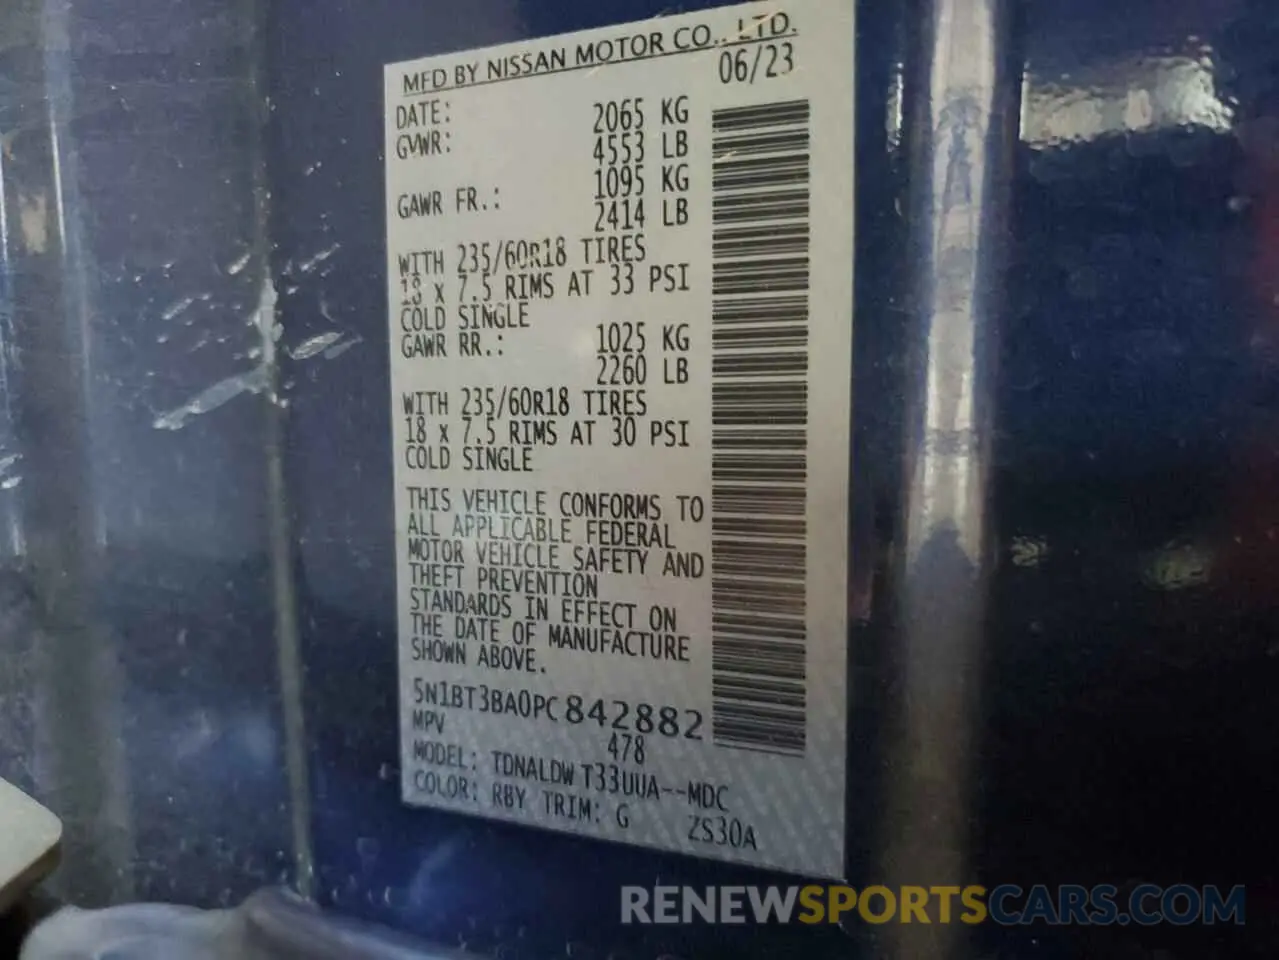 MFD BY NISSAN MOTOR CO., LTD.
DATE: 06/23
GVWR: 2065 KG
4553 LB
GAWR FR.: 1095 KG
2414 LB
WITH 235/60R18 TIRES
18 x 7.5 RIMS AT 33 PSI
COLD SINGLE
GAWR RR.: 1025 KG
2260 LB
WITH 235/60R18 TIRES
18 x 7.5 RIMS AT 30 PSI
COLD SINGLE
THIS VEHICLE CONFORMS TO
ALL APPLICABLE FEDERAL
MOTOR VEHICLE SAFETY AND
THEFT PREVENTION
STANDARDS IN EFFECT ON
THE DATE OF MANUFACTURE
SHOWN ABOVE.
5N1BT3BA0PC842882
MPV 478
MODEL: TDNALDW T33UUA--MDC
COLOR: RBY TRIM: G ZS30A
RENEWSPORTSCARS.COM